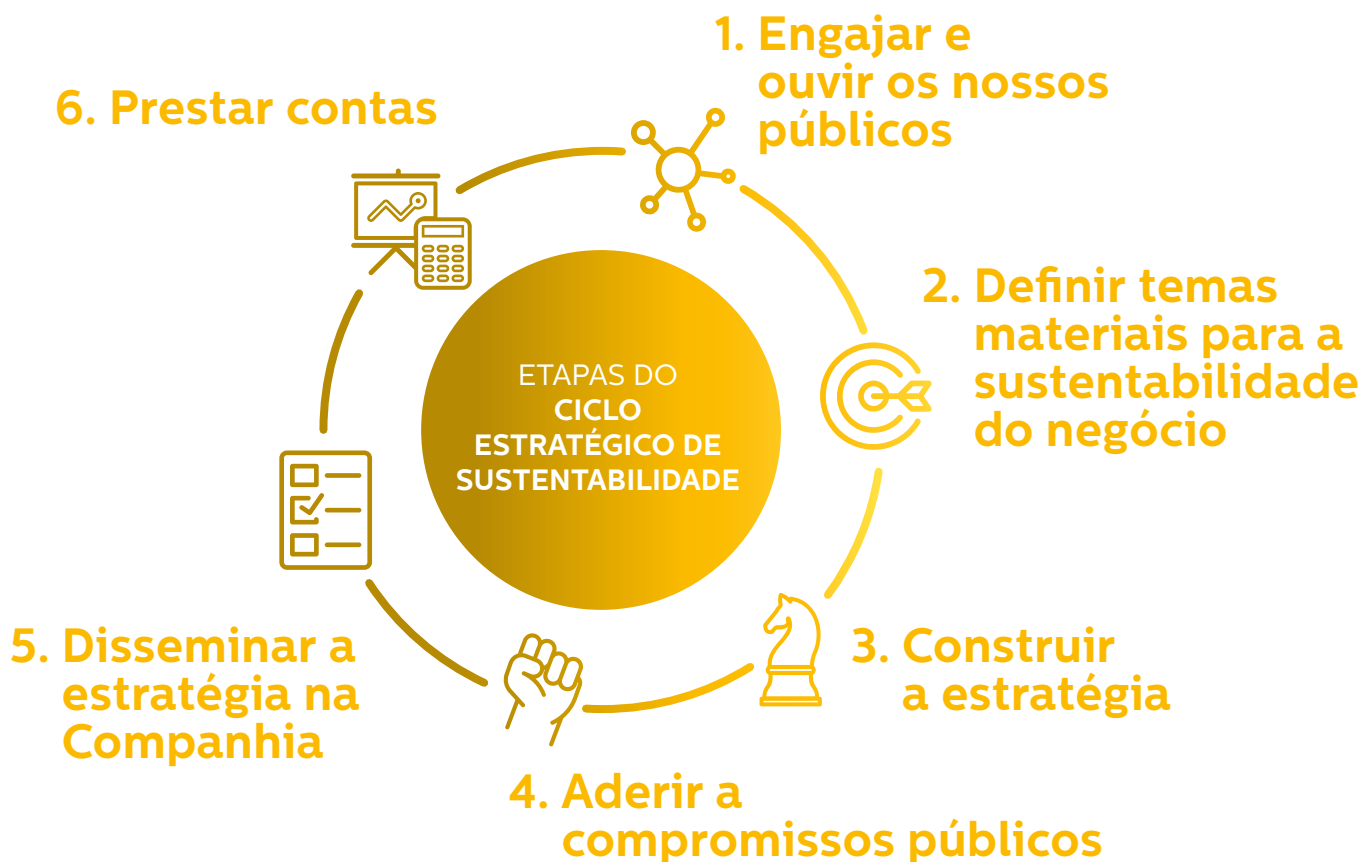 ETAPAS DO
CICLO
ESTRATÉGICO DE
SUSTENTABILIDADE
1. Engajar e
ouvir os nossos
públicos
2. Definir temas
materiais para a
sustentabilidade
do negócio
3. Construir
a estratégia
4. Aderir a
compromissos públicos
5. Disseminar a
estratégia na
Companhia
6. Prestar contas